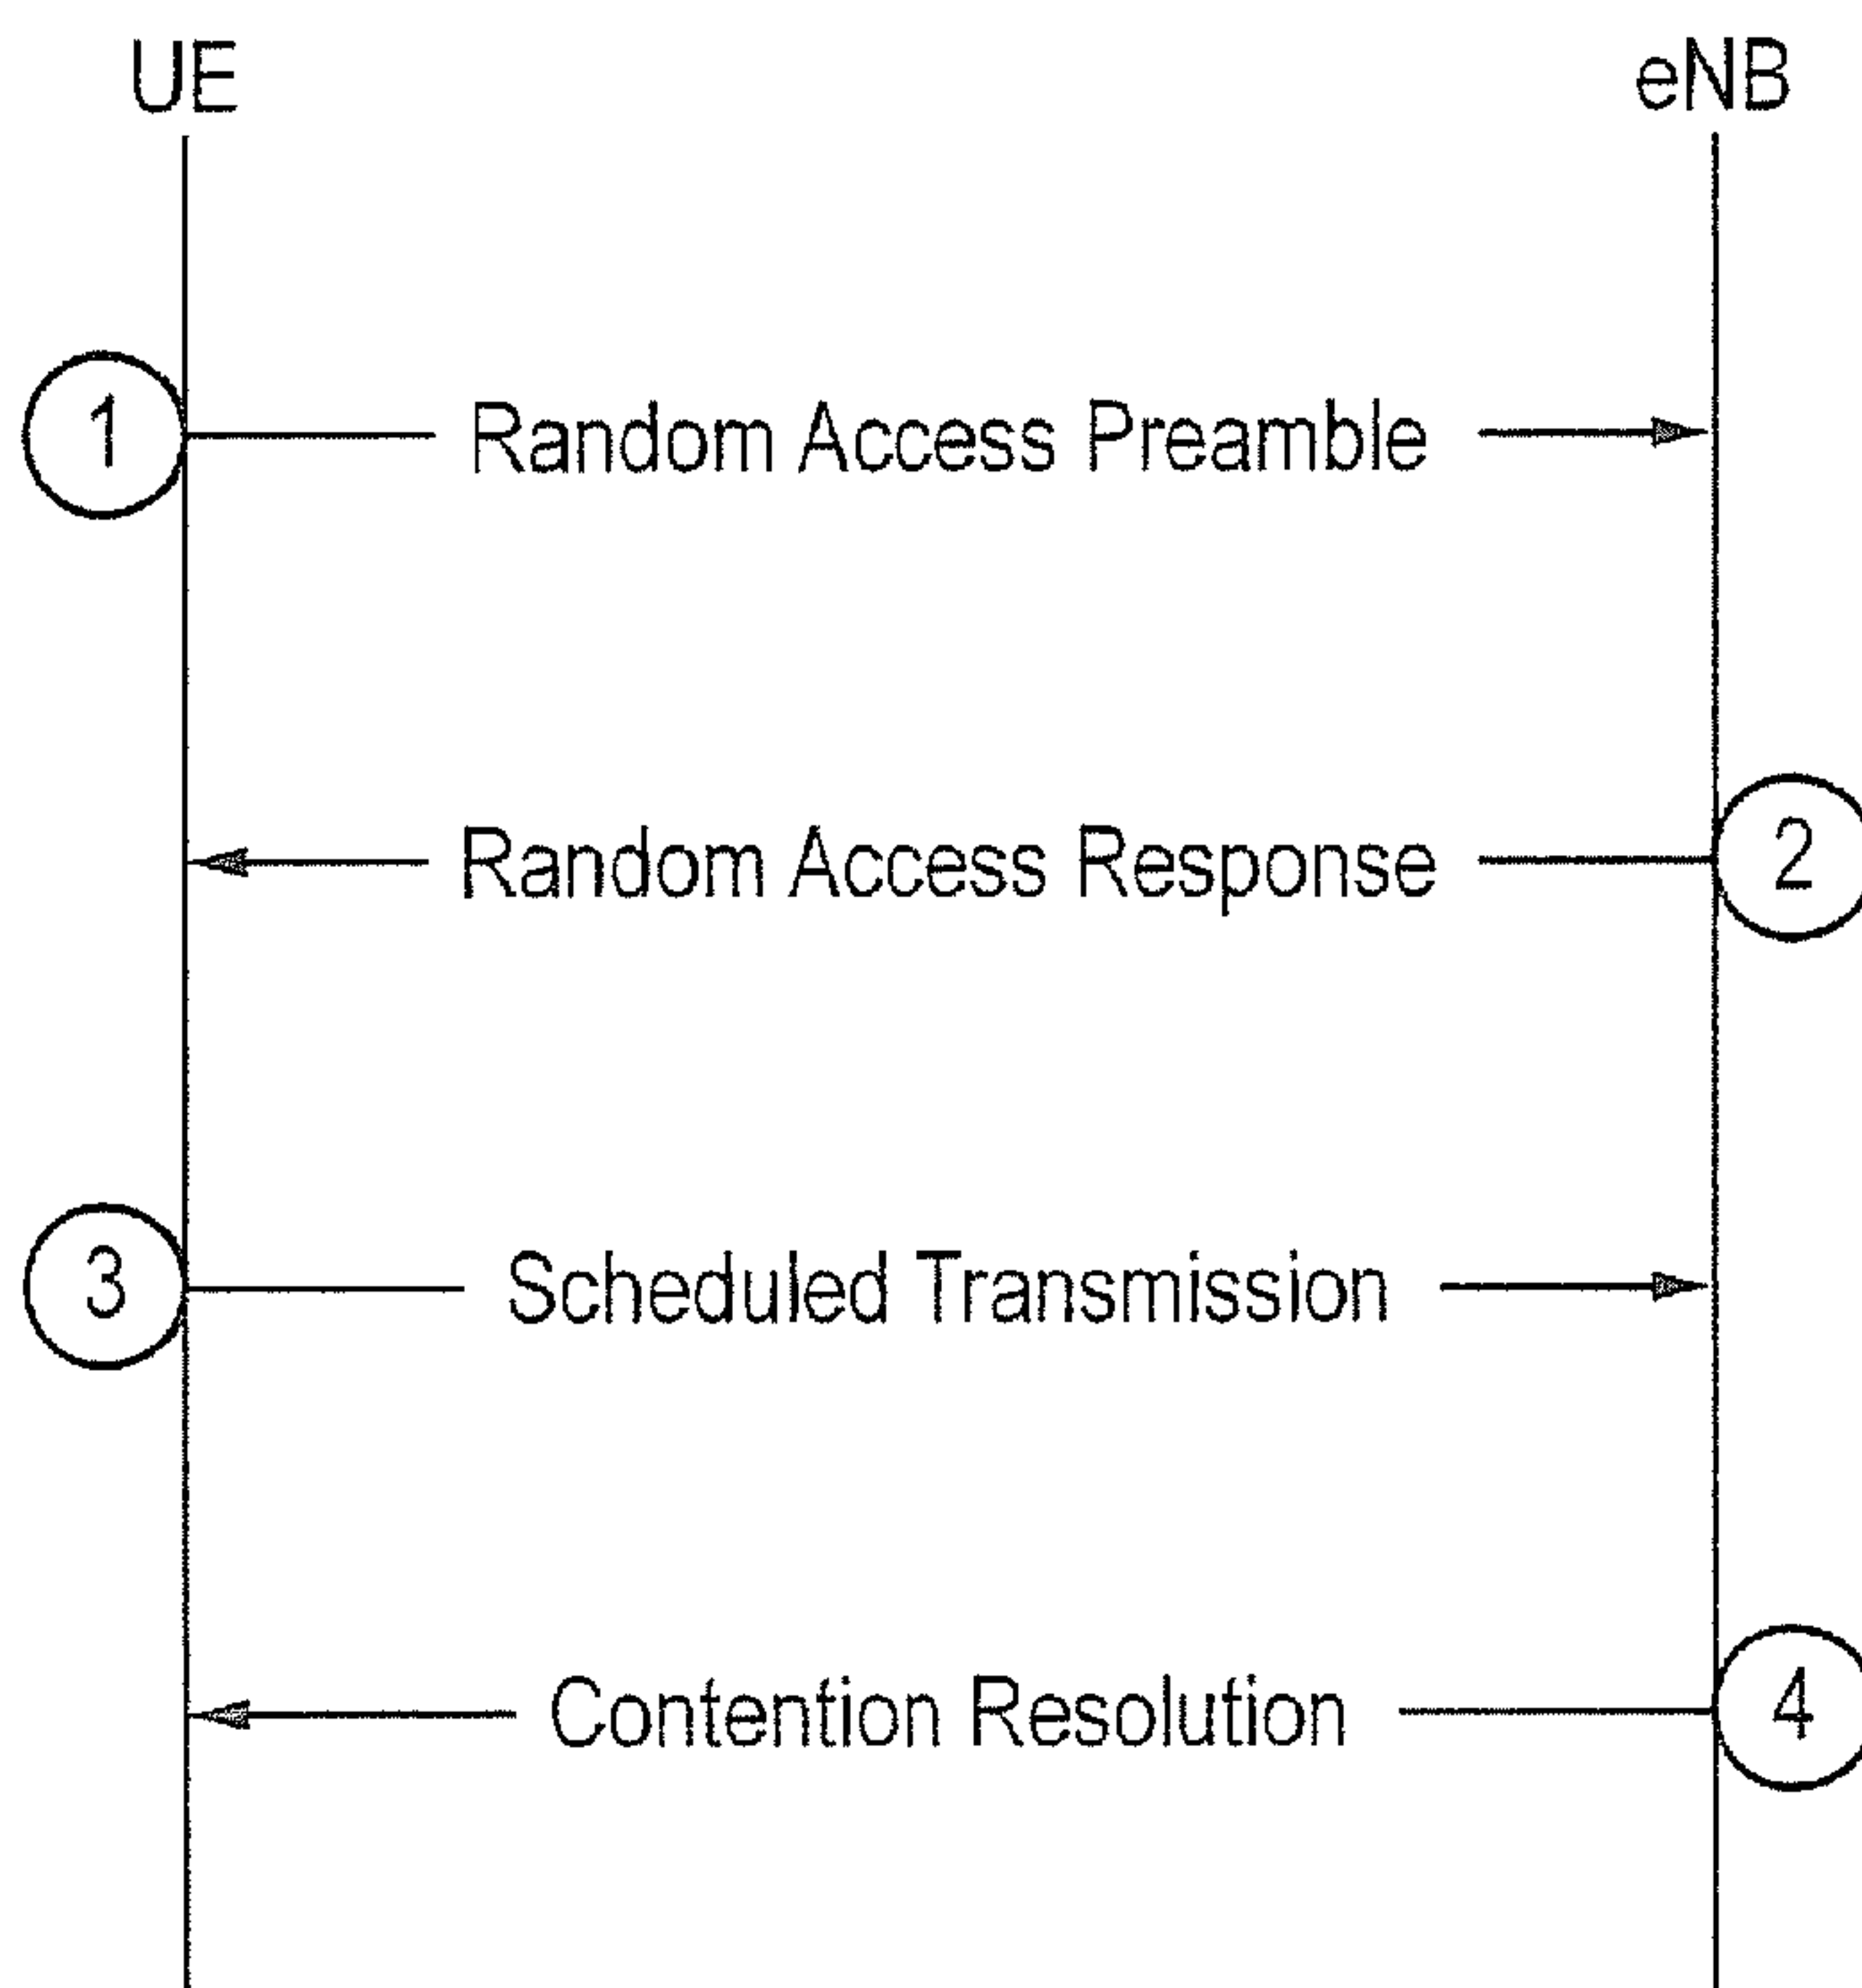 UE eNB
1 Random Access Preamble
Random Access Response 2
3 Scheduled Transmission
Contention Resolution 4